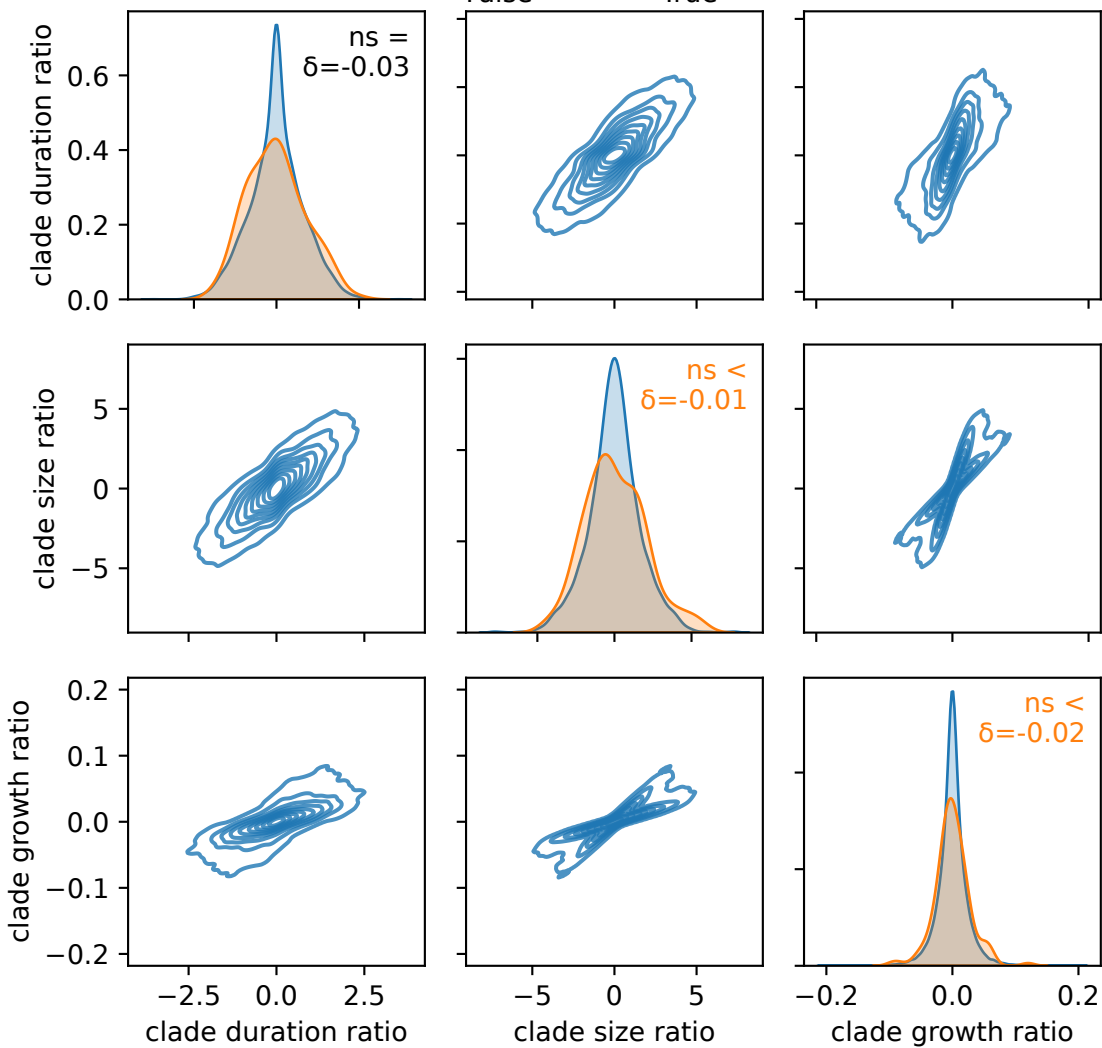 clade duration ratio
0.6
0.4
0.2
0.0
ns =
δ=-0.03
clade size ratio
5
0
−5
ns <
δ=-0.01
clade growth ratio
0.2
0.1
0.0
−0.1
−0.2
ns <
δ=-0.02
−2.5 0.0 2.5
−5 0 5
−0.2 0.0 0.2
clade duration ratio
clade size ratio
clade growth ratio